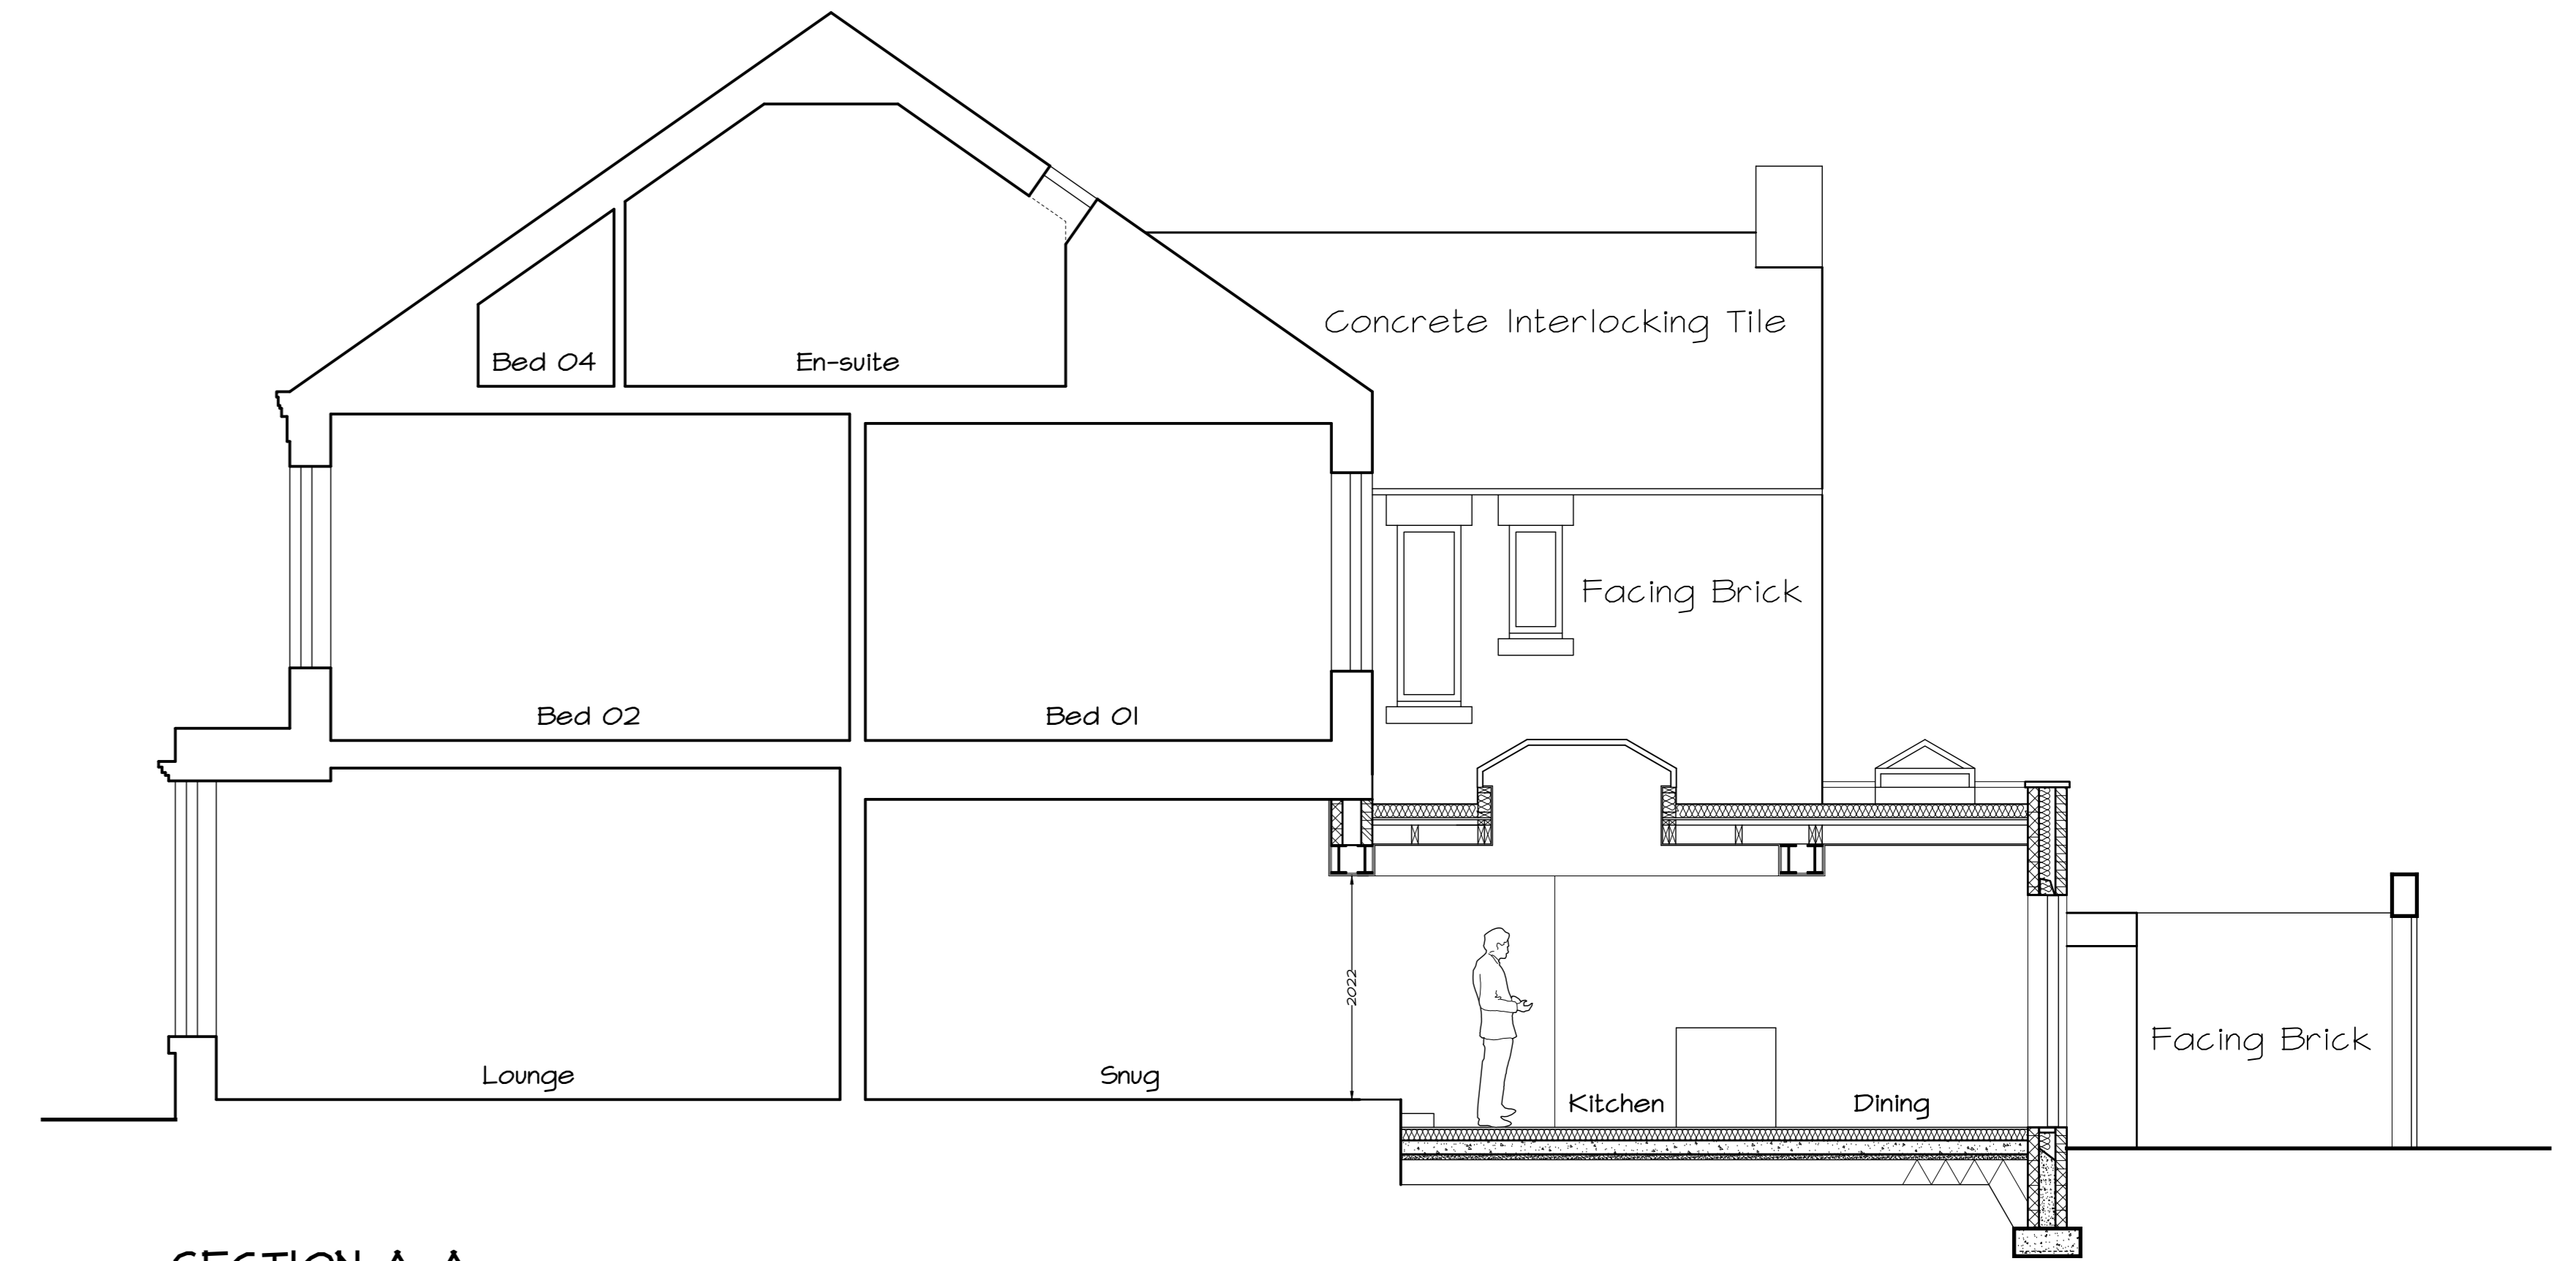 Concrete Interlocking Tile
Bed 04
En-suite
Facing Brick
Bed 02
Bed 01
2022
Facing Brick
Lounge
Snug
Kitchen
Dining
SECTION A-A